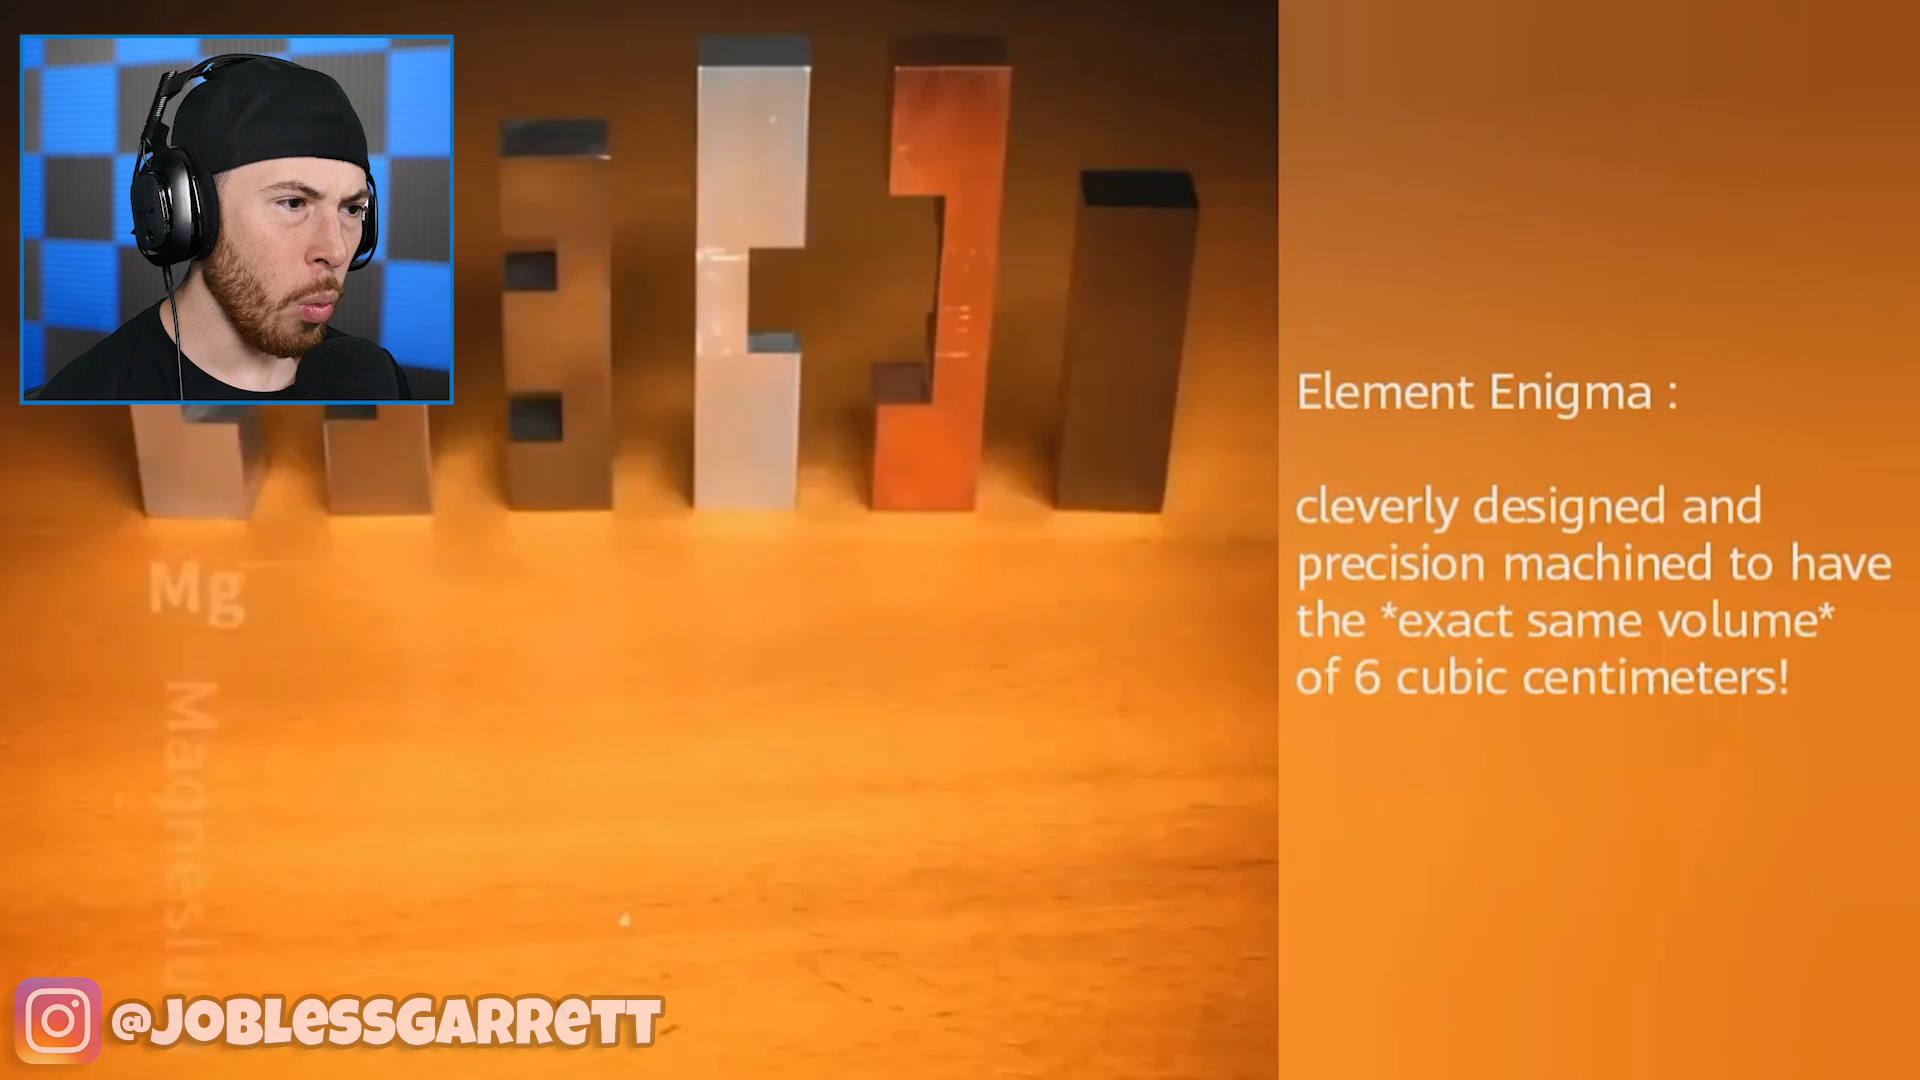 Element Enigma :
cleverly designed and
precision machined to have
the *exact same volume*
of 6 cubic centimeters!
Mg
Magnesiu
@JOBLESSGARRETT